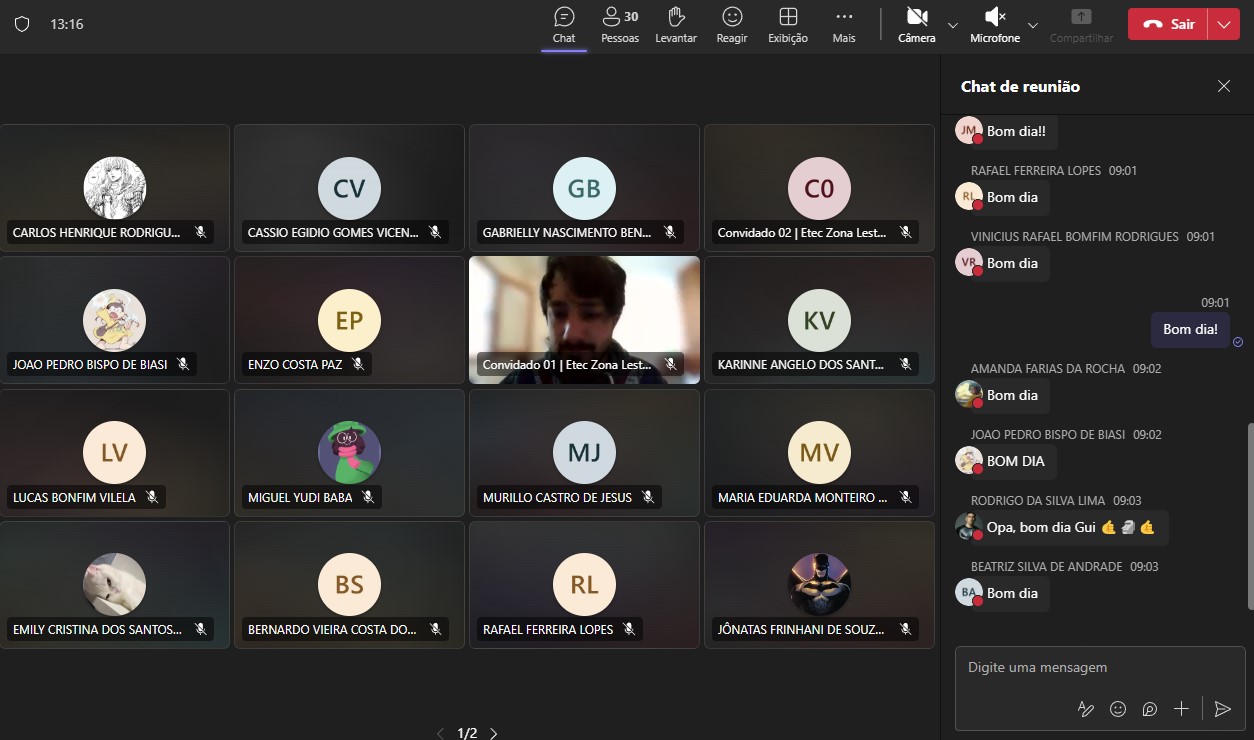 13:16
Chat
30
Pessoas
Levantar
Reagir
Exibição
Mais
Câmera
Microfone
Compartilhar
Sair
CARLOS HENRIQUE RODRIGU...
CV
CASSIO EGIDIO GOMES VICEN...
GB
GABRIELLY NASCIMENTO BEN...
C0
Convidado 02 | Etec Zona Lest...
JOAO PEDRO BISPO DE BIASI
EP
ENZO COSTA PAZ
Convidado 01 | Etec Zona Lest...
KV
KARINNE ANGELO DOS SANT...
LV
LUCAS BONFIM VILELA
MIGUEL YUDI BABA
MJ
MURILLO CASTRO DE JESUS
MV
MARIA EDUARDA MONTEIRO ...
EMILY CRISTINA DOS SANTOS...
BS
BERNARDO VIEIRA COSTA DO...
RL
RAFAEL FERREIRA LOPES
JÔNATAS FRINHANI DE SOUZ...
1/2
Chat de reunião
JM
Bom dia!!
RAFAEL FERREIRA LOPES 09:01
RL
Bom dia
VINICIUS RAFAEL BOMFIM RODRIGUES 09:01
VR
Bom dia
09:01
Bom dia!
AMANDA FARIAS DA ROCHA 09:02
Bom dia
JOAO PEDRO BISPO DE BIASI 09:02
BOM DIA
RODRIGO DA SILVA LIMA 09:03
Opa, bom dia Gui 🤙 🗿 🤙
BEATRIZ SILVA DE ANDRADE 09:03
BA
Bom dia
Digite uma mensagem